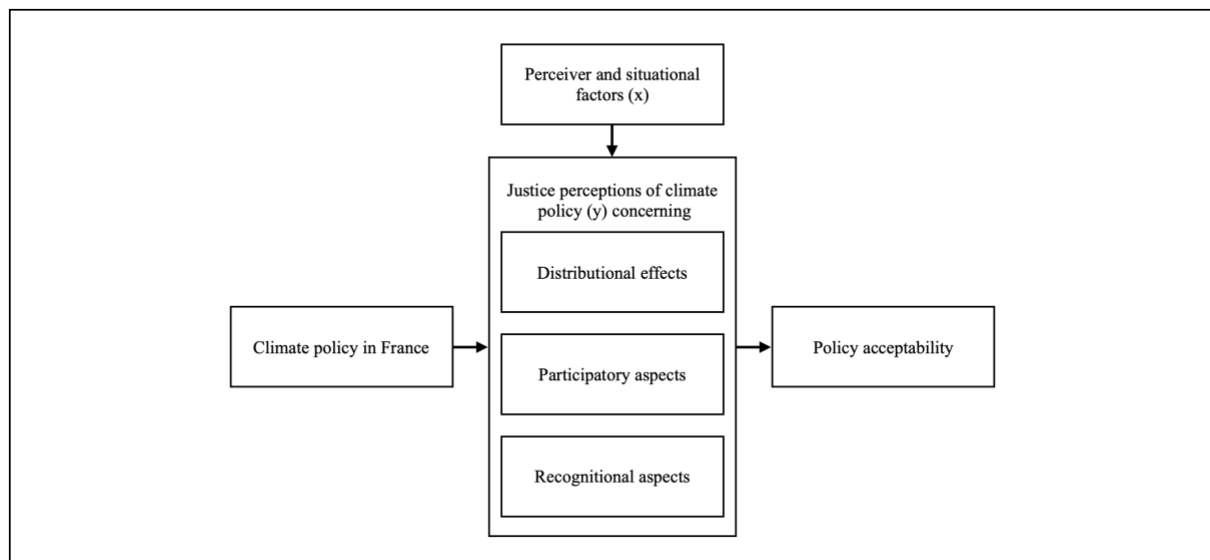 Perceiver and situational
factors (x)
Justice perceptions of climate
policy (y) concerning
Distributional effects
Climate policy in France
Participatory aspects
Policy acceptability
Recognitional aspects